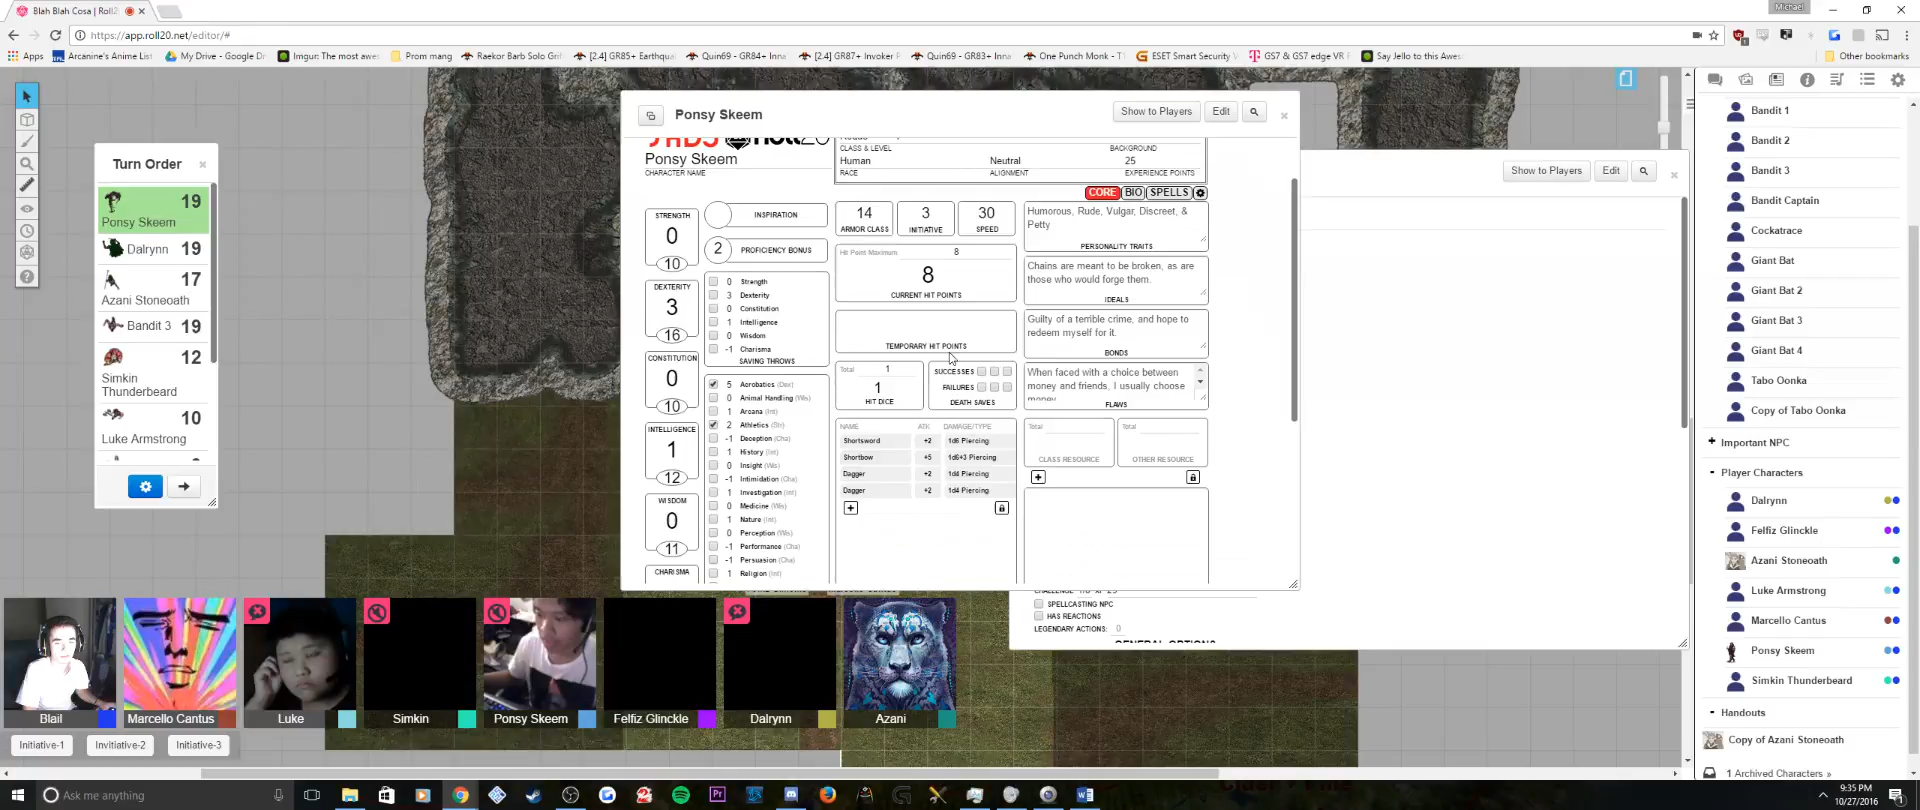 Blah Blah Cosa | Roll20
Michael
https://app.roll20.net/editor/#
Apps
Arcanine's Anime List
My Drive - Google Dr
Imgur: The most awes
Prom mang
Raekor Barb Solo Grif
[2.4] GR85+ Earthqua
Quin69 - GR84+ Inna
[2.4] GR87+ Invoker P
Quin69 - GR83+ Inna
One Punch Monk - T1
ESET Smart Security V
GS7 & GS7 edge VR F
Say Jello to this Awes
Other bookmarks
Turn Order
19
Ponsy Skeem
Dalrynn 19
17
Azani Stoneoath
Bandit 3 19
12
Simkin
Thunderbeard
10
Luke Armstrong
Ponsy Skeem
Show to Players
Edit
Ponsy Skeem
CHARACTER NAME
CLASS & LEVEL
BACKGROUND
Human
Neutral
25
RACE
ALIGNMENT
EXPERIENCE POINTS
CORE
BIO
SPELLS
STRENGTH
0
10
DEXTERITY
3
16
CONSTITUTION
0
10
INTELLIGENCE
1
12
WISDOM
0
11
CHARISMA
INSPIRATION
2 PROFICIENCY BONUS
0 Strength
3 Dexterity
0 Constitution
1 Intelligence
0 Wisdom
-1 Charisma
SAVING THROWS
5 Acrobatics (Dex)
0 Animal Handling (Wis)
1 Arcana (Int)
2 Athletics (Str)
-1 Deception (Cha)
1 History (Int)
0 Insight (Wis)
-1 Intimidation (Cha)
1 Investigation (Int)
0 Medicine (Wis)
1 Nature (Int)
0 Perception (Wis)
-1 Performance (Cha)
-1 Persuasion (Cha)
1 Religion (Int)
14
ARMOR CLASS
3
INITIATIVE
30
SPEED
Hit Point Maximum 8
8
CURRENT HIT POINTS
TEMPORARY HIT POINTS
Total 1
1
HIT DICE
SUCCESSES
FAILURES
DEATH SAVES
NAME ATK DAMAGE/TYPE
Shortsword +2 1d6 Piercing
Shortbow +5 1d6+3 Piercing
Dagger +2 1d4 Piercing
Dagger +2 1d4 Piercing
Humorous, Rude, Vulgar, Discreet, &
Petty
PERSONALITY TRAITS
Chains are meant to be broken, as are
those who would forge them.
IDEALS
Guilty of a terrible crime, and hope to
redeem myself for it.
BONDS
When faced with a choice between
money and friends, I usually choose
money.
FLAWS
Total
CLASS RESOURCE
Total
OTHER RESOURCE
Show to Players
Edit
SPELLCASTING NPC
HAS REACTIONS
LEGENDARY ACTIONS: 0
GENERAL OPTIONS
Bandit 1
Bandit 2
Bandit 3
Bandit Captain
Cockatrace
Giant Bat
Giant Bat 2
Giant Bat 3
Giant Bat 4
Tabo Oonka
Copy of Tabo Oonka
Important NPC
Player Characters
Dalrynn
Felfiz Glinckle
Azani Stoneoath
Luke Armstrong
Marcello Cantus
Ponsy Skeem
Simkin Thunderbeard
Handouts
Copy of Azani Stoneoath
1 Archived Characters »
Blail
Marcello Cantus
Luke
Simkin
Ponsy Skeem
Felfiz Glinckle
Dalrynn
Azani
Initiative-1
Invitiative-2
Initiative-3
Ask me anything
9:35 PM
10/27/2016